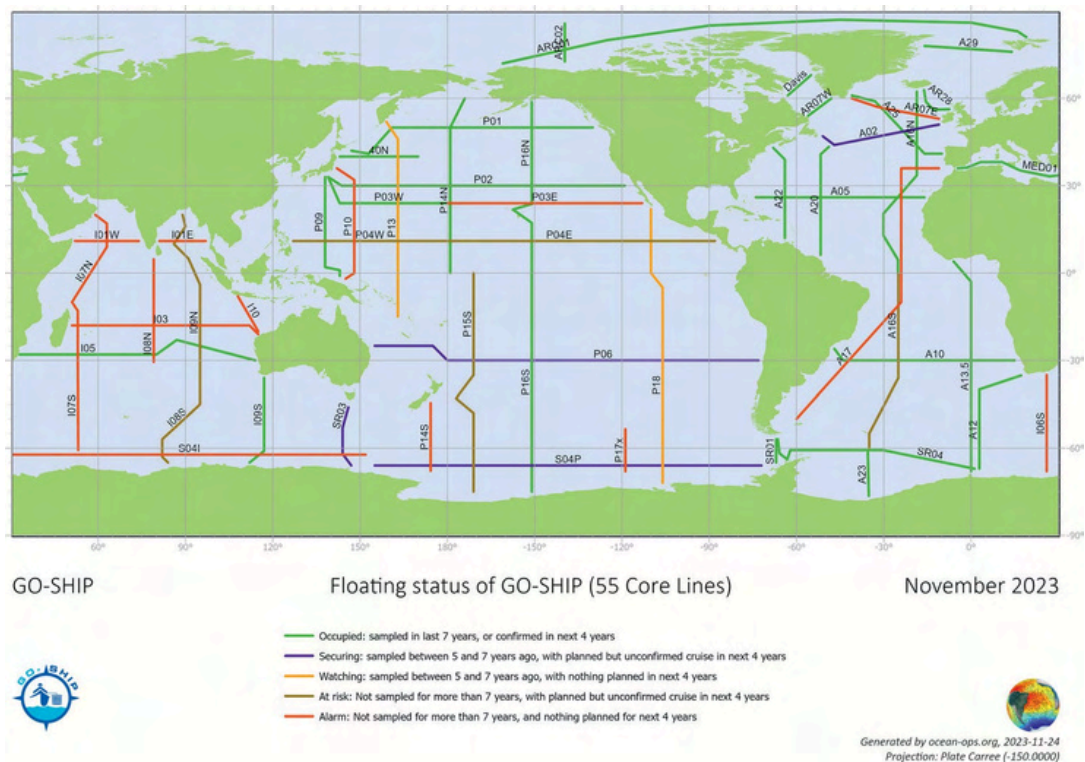 ARC01
ARC02
A29
Davis
AR07W
AR28
AR07E
A25
A16N
A02
60°
P01
P16N
40N
MED01
P02
A22
A20
A05
30°
P03W
P14N
P03E
P09
P10
P13
P04W
P04E
I01W
I01E
I07N
0°
I10
I03
I09N
P15S
A16S
I08N
I05
P06
A17
A10
-30°
P16S
P18
A13.5
I07S
I08S
I09S
SR03
P14S
P17x
SR01
A12
I06S
S04I
S04P
A23
SR04
-60°
-90°
60°
90°
120°
150°
180°
-150°
-120°
-90°
-60°
-30°
0°
GO-SHIP
Floating status of GO-SHIP (55 Core Lines)
November 2023
Occupied: sampled in last 7 years, or confirmed in next 4 years
Securing: sampled between 5 and 7 years ago, with planned but unconfirmed cruise in next 4 years
Watching: sampled between 5 and 7 years ago, with nothing planned in next 4 years
At risk: Not sampled for more than 7 years, with planned but unconfirmed cruise in next 4 years
Alarm: Not sampled for more than 7 years, and nothing planned for next 4 years
GO-SHIP
Generated by ocean-ops.org, 2023-11-24
Projection: Plate Carree (-150.0000)